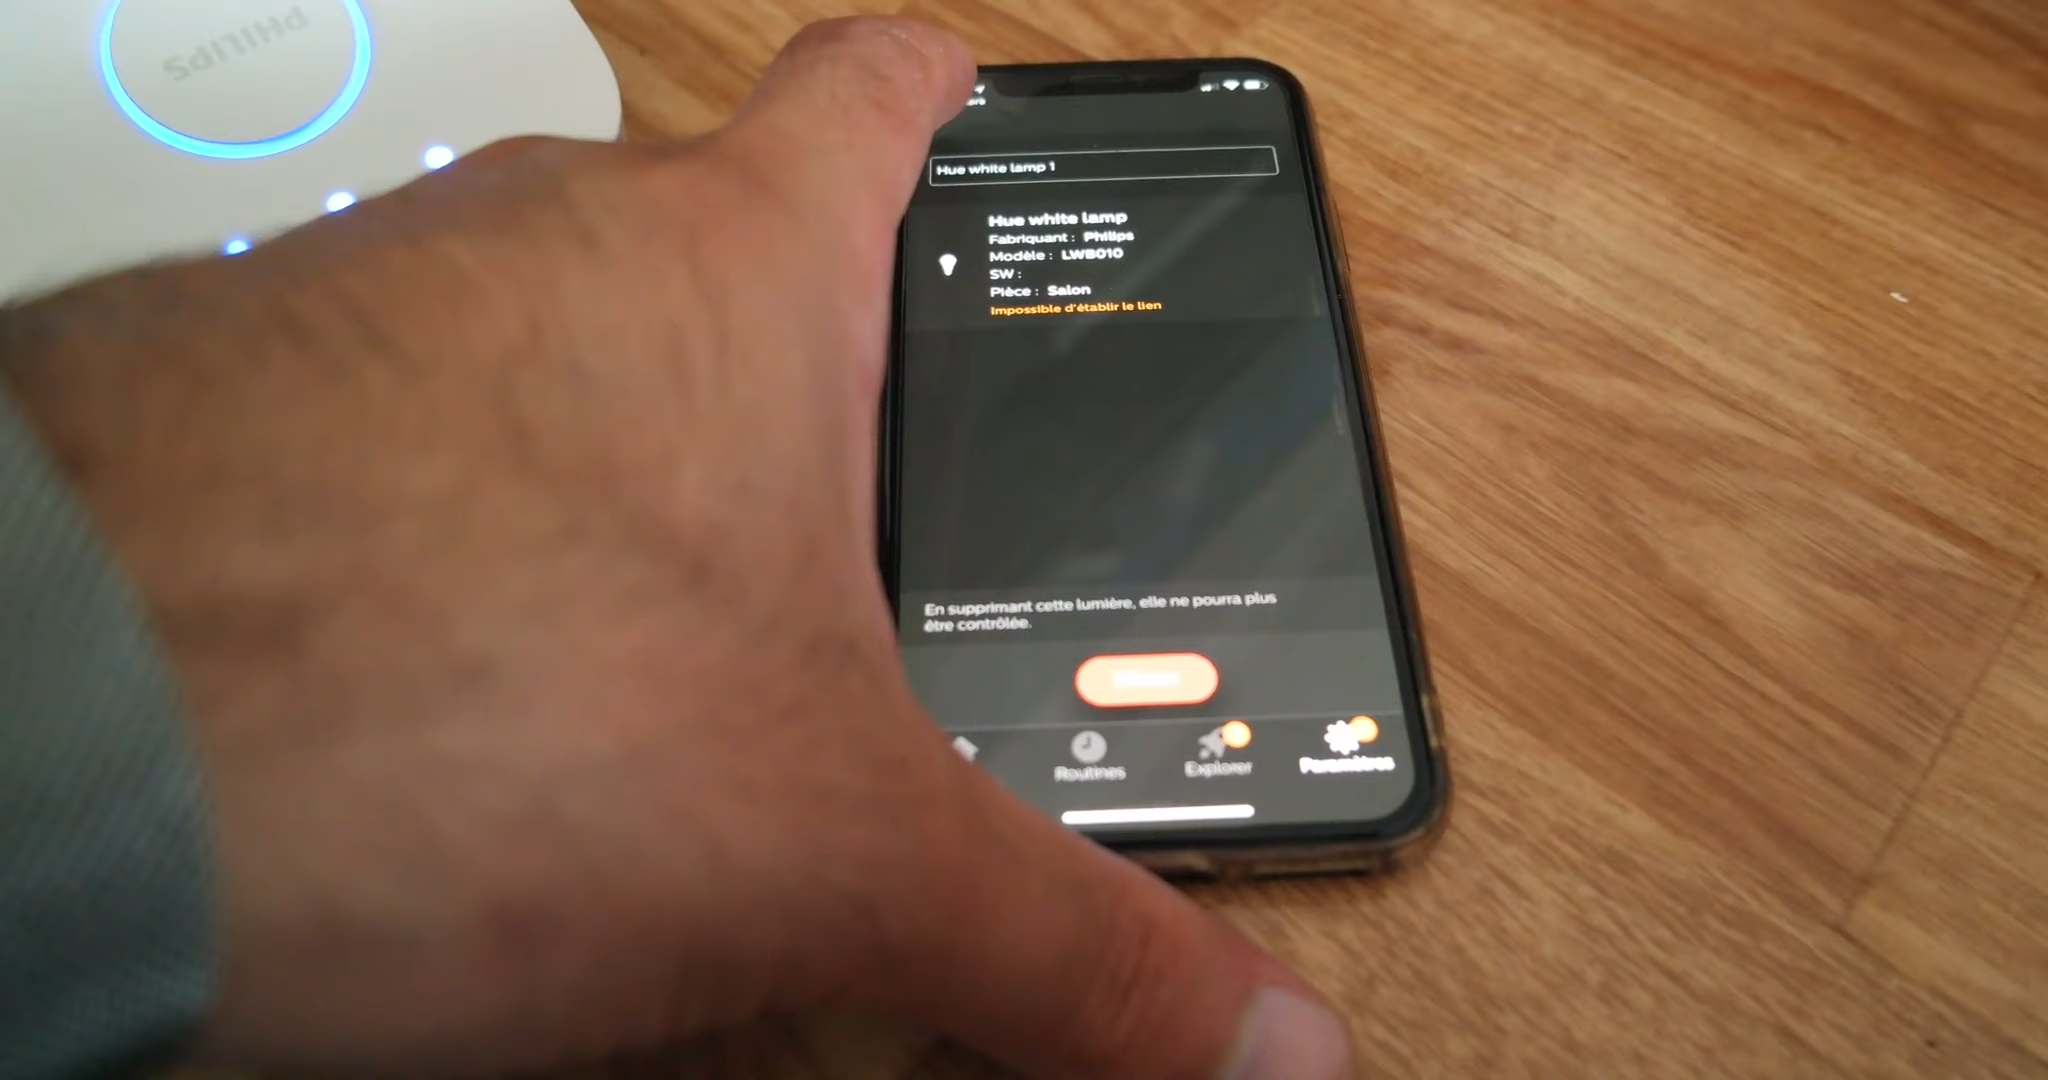 PHILIPS
Hue white lamp 1
Hue white lamp
Fabriquant : Philips
Modèle : LWB010
SW :
Pièce : Salon
Impossible d'établir le lien
En supprimant cette lumière, elle ne pourra plus
être contrôlée.
Routines
Explorer
Paramètres